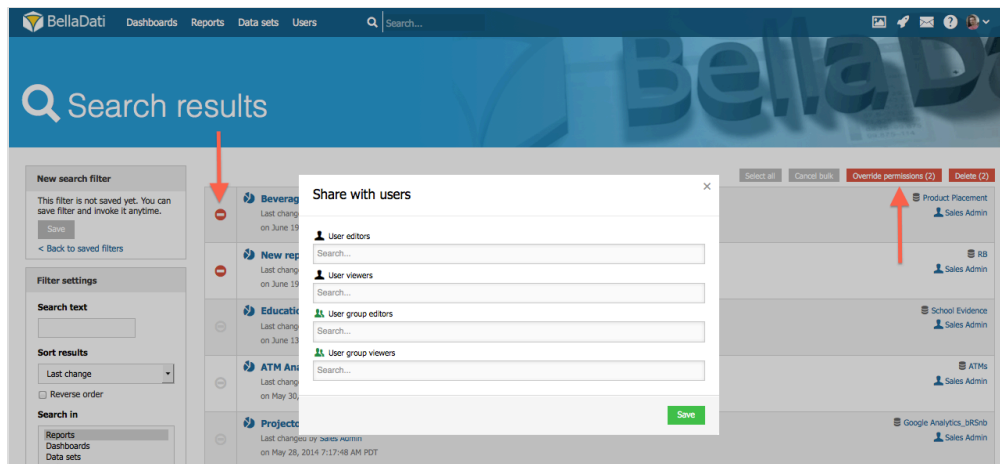 BellaDati Dashboards Reports Data sets Users Search...
Search results
New search filter
This filter is not saved yet. You can
save filter and invoke it anytime.
Save
< Back to saved filters
Filter settings
Search text
Sort results
Last change
Reverse order
Search in
Reports
Dashboards
Data sets
Select all Cancel bulk Override permissions (2) Delete (2)
Beverag
Last chang
on June 19
Product Placement
Sales Admin
New rep
Last chang
on June 19
RB
Sales Admin
Educatio
Last chang
on June 13
School Evidence
Sales Admin
ATM Ana
Last chang
on May 30,
ATMs
Sales Admin
Projecto
Last changed by Sales Admin
on May 28, 2014 7:17:48 AM PDT
Google Analytics_bRSnb
Sales Admin
Share with users
×
User editors
Search...
User viewers
Search...
User group editors
Search...
User group viewers
Search...
Save